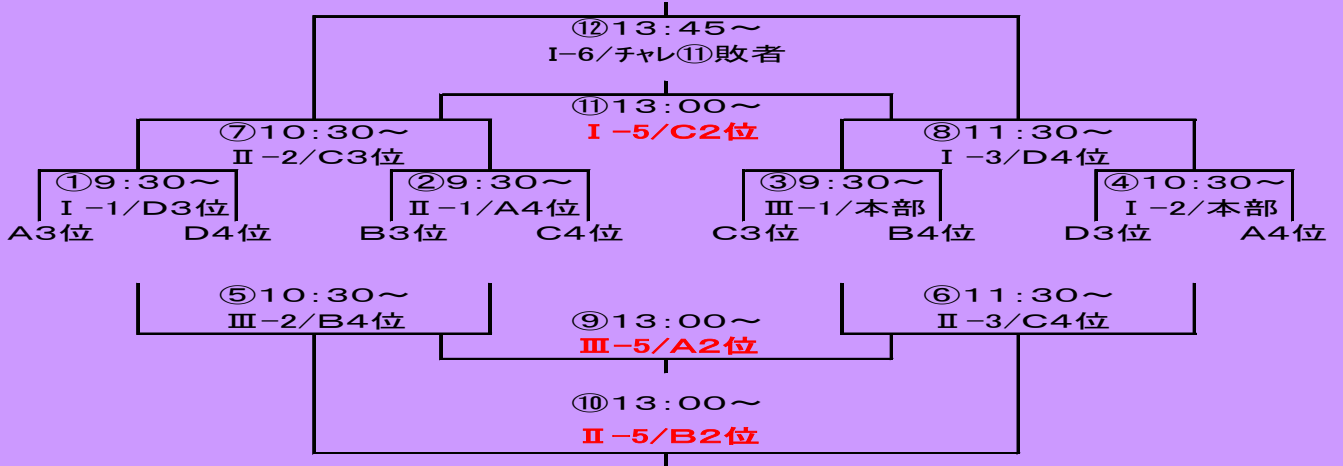 ⑫13:45～
Ⅰ-6/チャレ⑪敗者
⑪13:00～
Ⅰ-5/C2位
⑦10:30～
Ⅱ-2/C3位
⑧11:30～
Ⅰ-3/D4位
①9:30～
Ⅰ-1/D3位
②9:30～
Ⅱ-1/A4位
③9:30～
Ⅲ-1/本部
④10:30～
Ⅰ-2/本部
A3位 D4位 B3位 C4位 C3位 B4位 D3位 A4位
⑤10:30～
Ⅲ-2/B4位
⑥11:30～
Ⅱ-3/C4位
⑨13:00～
Ⅲ-5/A2位
⑩13:00～
Ⅱ-5/B2位